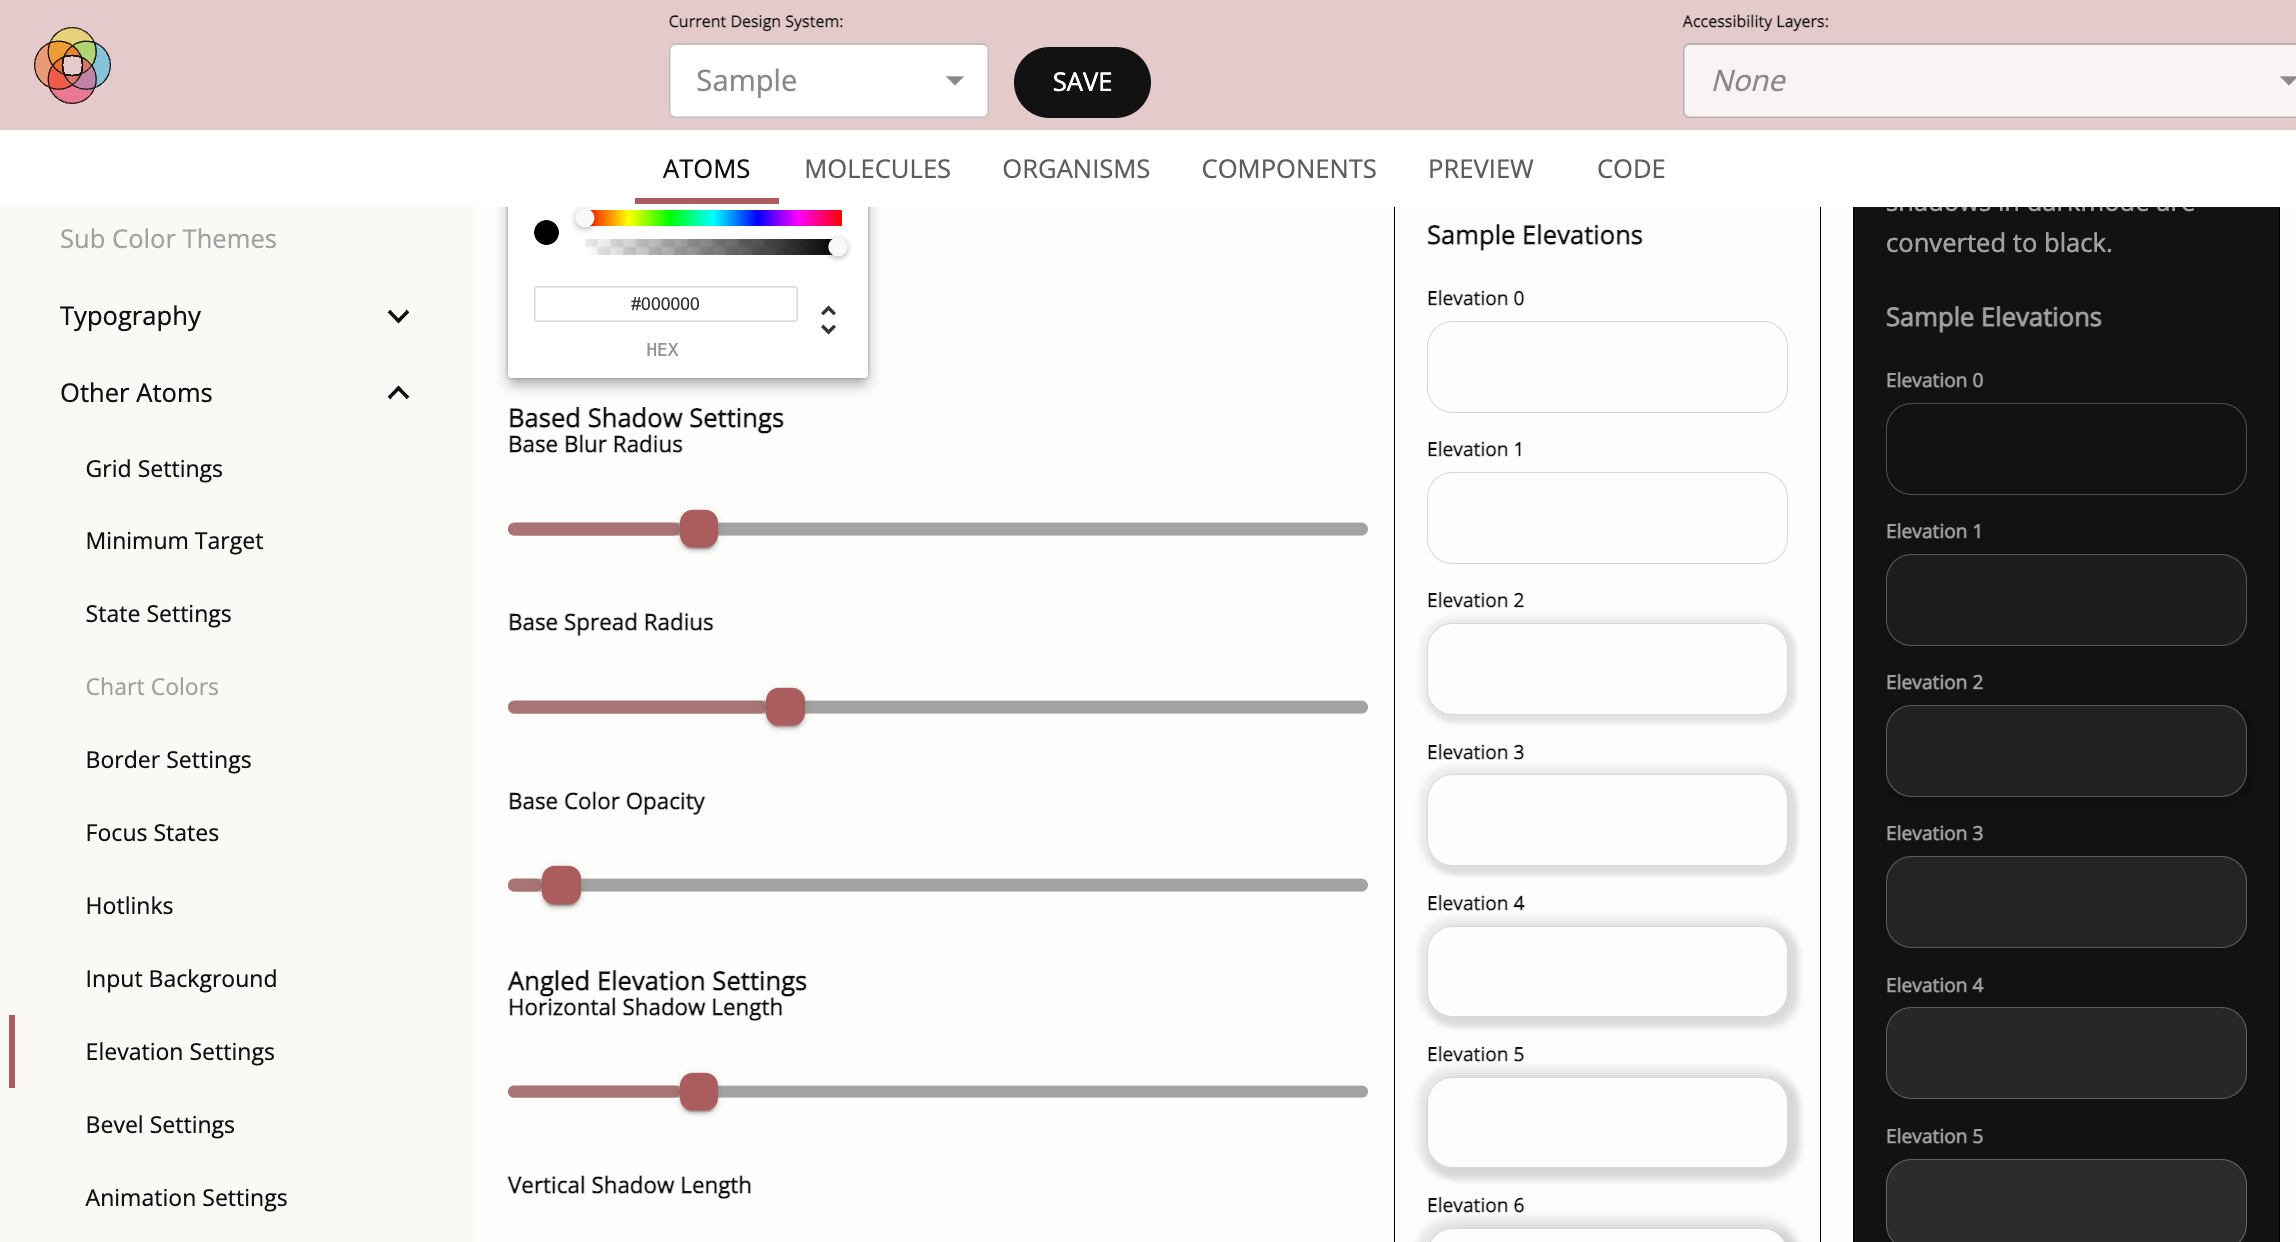 Current Design System:
Accessibility Layers:
Sample
SAVE
None
ATOMS
MOLECULES
ORGANISMS
COMPONENTS
PREVIEW
CODE
Sub Color Themes
Typography
Other Atoms
Grid Settings
Minimum Target
State Settings
Chart Colors
Border Settings
Focus States
Hotlinks
Input Background
Elevation Settings
Bevel Settings
Animation Settings
#000000
HEX
Based Shadow Settings
Base Blur Radius
Base Spread Radius
Base Color Opacity
Angled Elevation Settings
Horizontal Shadow Length
Vertical Shadow Length
Sample Elevations
Elevation 0
Elevation 1
Elevation 2
Elevation 3
Elevation 4
Elevation 5
Elevation 6
shadows in darkmode are
converted to black.
Sample Elevations
Elevation 0
Elevation 1
Elevation 2
Elevation 3
Elevation 4
Elevation 5